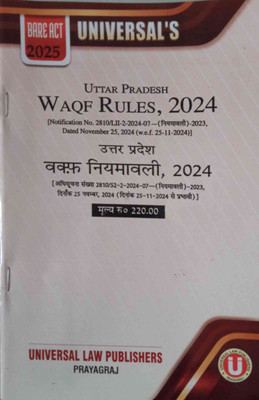 BARE ACT
2025
UNIVERSAL'S
UTTAR PRADESH
WAQF RULES, 2024
[Notification No. 2810/LII-2-2024-07—(नियमावली)-2023,
Dated November 25, 2024 (w.e.f. 25-11-2024)]
उत्तर प्रदेश
वक्फ़ नियमावली, 2024
[अधिसूचना संख्या 2810/52-2-2024-07—(नियमावली)-2023,
दिनाँक 25 नवम्बर, 2024 (दिनांक 25-11-2024 से प्रभावी)]
मूल्य रु० 220.00
UNIVERSAL LAW PUBLISHERS
PRAYAGRAJ